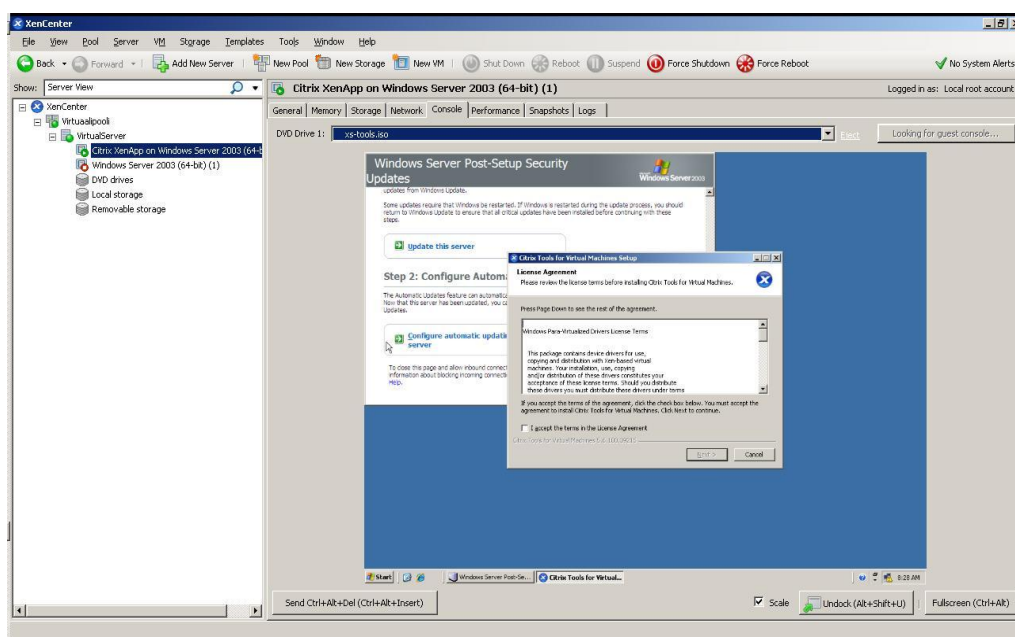 XenCenter
File View Pool Server VM Storage Templates Tools Window Help
Back Forward Add New Server New Pool New Storage New VM Shut Down Reboot Suspend Force Shutdown Force Reboot No System Alerts
Show: Server View
Citrix XenApp on Windows Server 2003 (64-bit) (1)
Logged in as: Local root account
XenCenter
Virtuaalipooli
VirtualServer
Citrix XenApp on Windows Server 2003 (64-b
Windows Server 2003 (64-bit) (1)
DVD drives
Local storage
Removable storage
General Memory Storage Network Console Performance Snapshots Logs
DVD Drive 1: xs-tools.iso Eject Looking for guest console...
Windows Server Post-Setup Security
Updates
Windows Server 2003
updates from Windows Update.
Some updates require that Windows be restarted. If Windows is restarted during the update process, you should
return to Windows Update to ensure that all critical updates have been installed before continuing with these
steps.
Update this server
Step 2: Configure Autom
The Automatic Updates feature can automatica
Now that this server has been updated, you ca
Updates.
Configure automatic updati
server
To close this page and allow inbound connect
information about blocking incoming connecti
Help.
Citrix Tools for Virtual Machines Setup
License Agreement
Please review the license terms before installing Citrix Tools for Virtual Machines.
Press Page Down to see the rest of the agreement.
Windows Para-Virtualized Drivers License Terms
This package contains device drivers for use,
copying and distribution with Xen-based virtual
machines. Your installation, use, copying
and/or distribution of these drivers constitutes your
acceptance of these license terms. Should you distribute
these drivers you must distribute these drivers under terms
If you accept the terms of the agreement, click the check box below. You must accept the
agreement to install Citrix Tools for Virtual Machines. Click Next to continue.
I accept the terms in the License Agreement
Citrix Tools for Virtual Machines
Next > Cancel
Start Windows Server Post-Se... Citrix Tools for Virtual... 8:28 AM
Send Ctrl+Alt+Del (Ctrl+Alt+Insert) Scale Undock (Alt+Shift+U) Fullscreen (Ctrl+Alt)